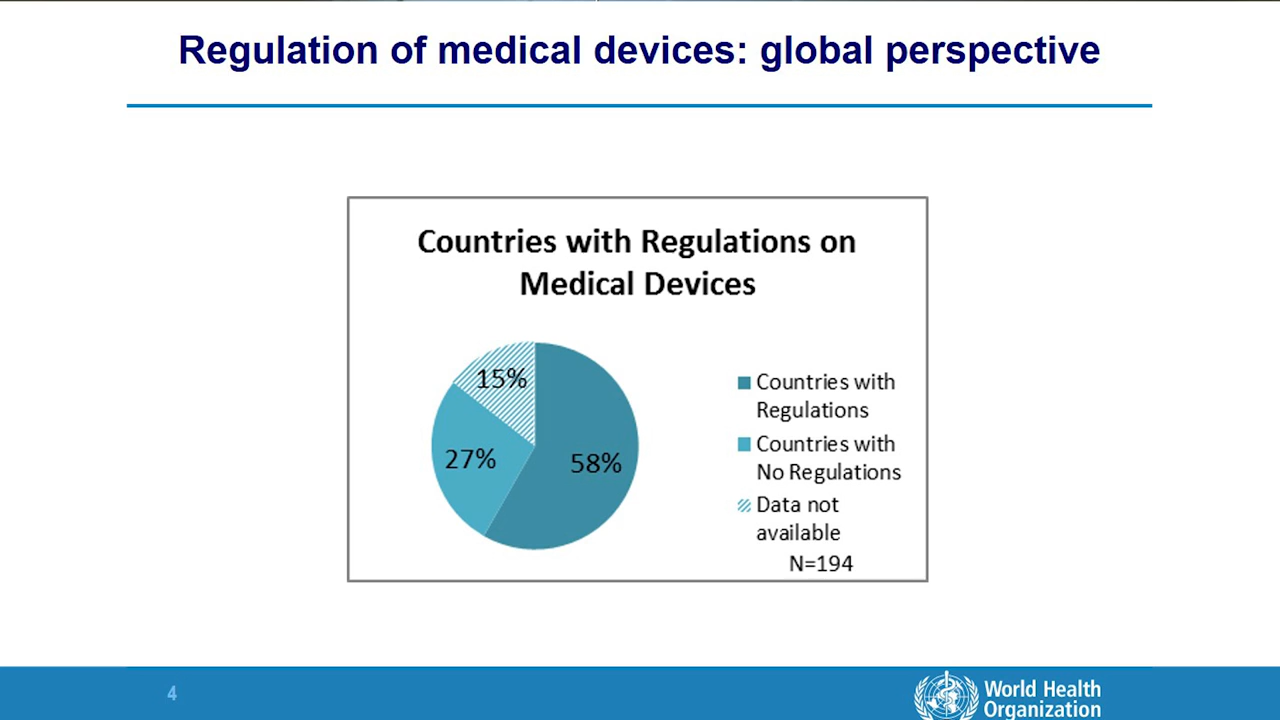 Regulation of medical devices: global perspective
Countries with Regulations on
Medical Devices
15%
27%
58%
Countries with
Regulations
Countries with
No Regulations
Data not
available
N=194
4
World Health
Organization